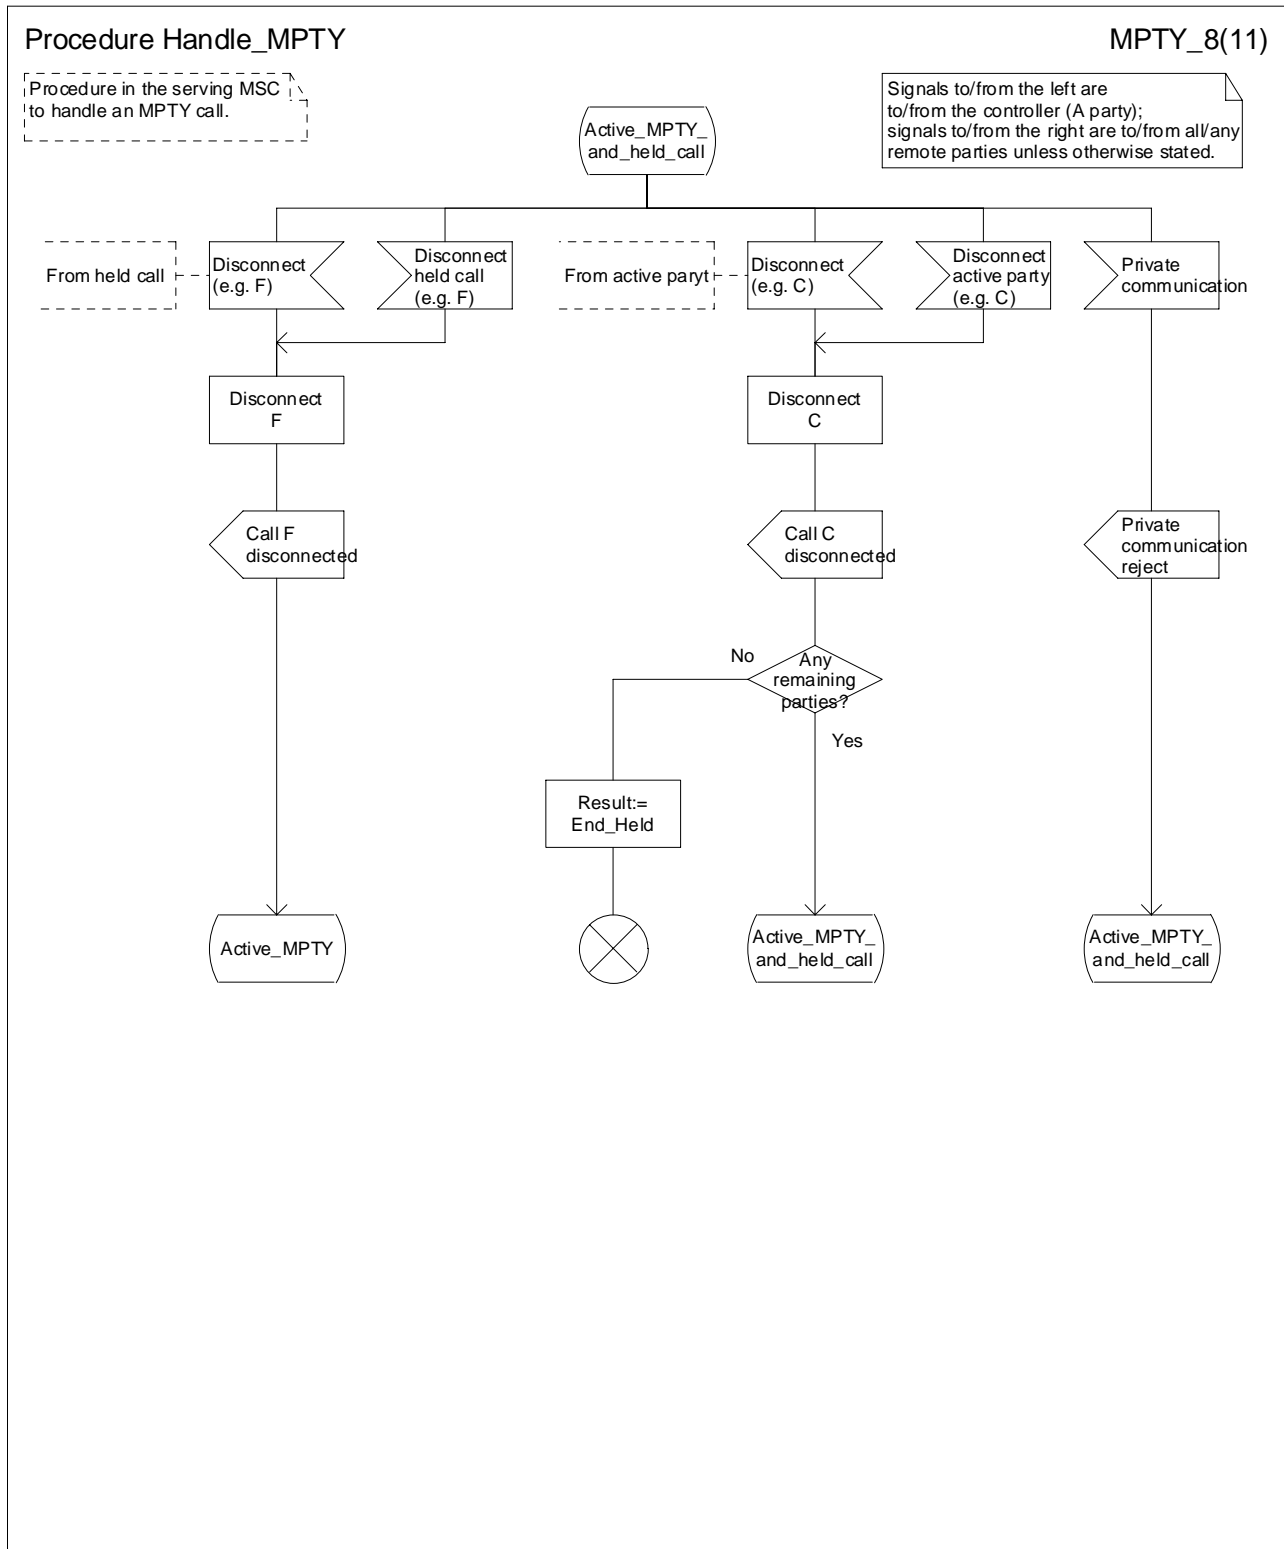 Procedure Handle_MPTY
MPTY_8(11)
Procedure in the serving MSC
to handle an MPTY call.
Signals to/from the left are
to/from the controller (A party);
signals to/from the right are to/from all/any
remote parties unless otherwise stated.
Active_MPTY_
and_held_call
From held call
Disconnect
(e.g. F)
Disconnect
held call
(e.g. F)
From active paryt
Disconnect
(e.g. C)
Disconnect
active party
(e.g. C)
Private
communication
Disconnect
F
Disconnect
C
Call F
disconnected
Call C
disconnected
Private
communication
reject
No
Any
remaining
parties?
Yes
Result:=
End_Held
Active_MPTY
Active_MPTY_
and_held_call
Active_MPTY_
and_held_call